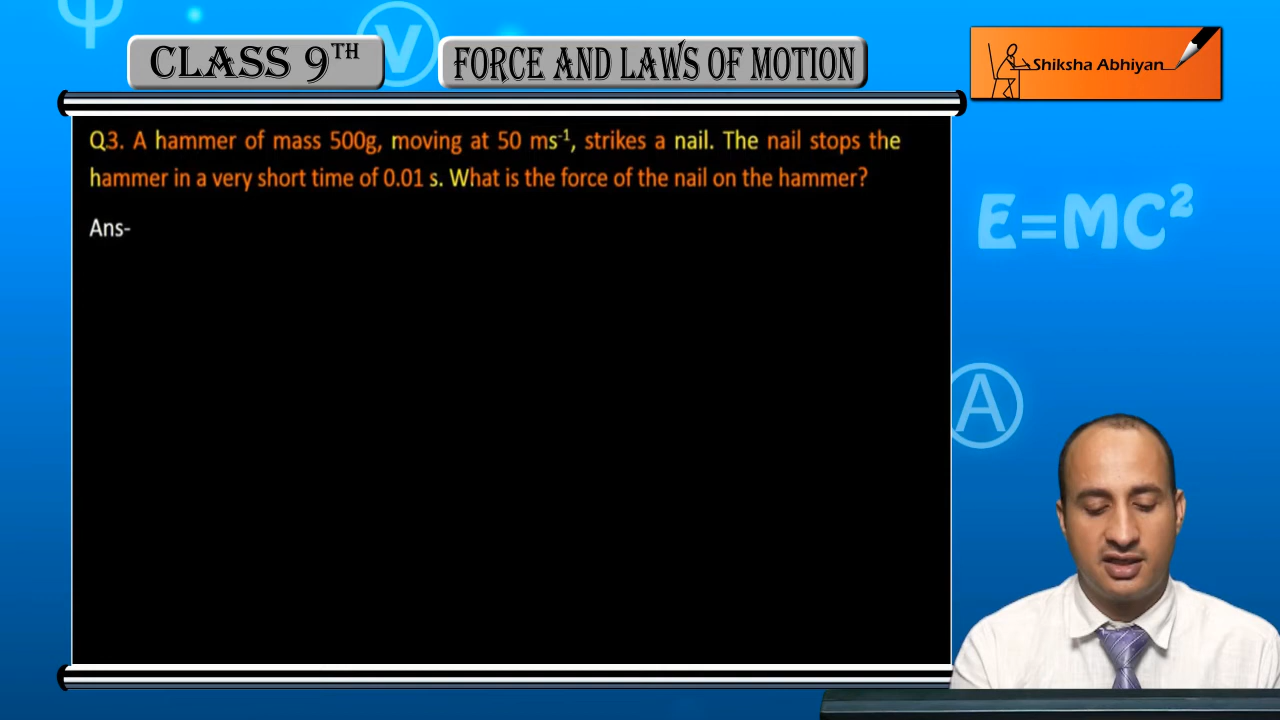 CLASS 9TH
FORCE AND LAWS OF MOTION
Shiksha Abhiyan
Q3. A hammer of mass 500g, moving at 50 ms⁻¹, strikes a nail. The nail stops the
hammer in a very short time of 0.01 s. What is the force of the nail on the hammer?
Ans-
V
E=MC²
A